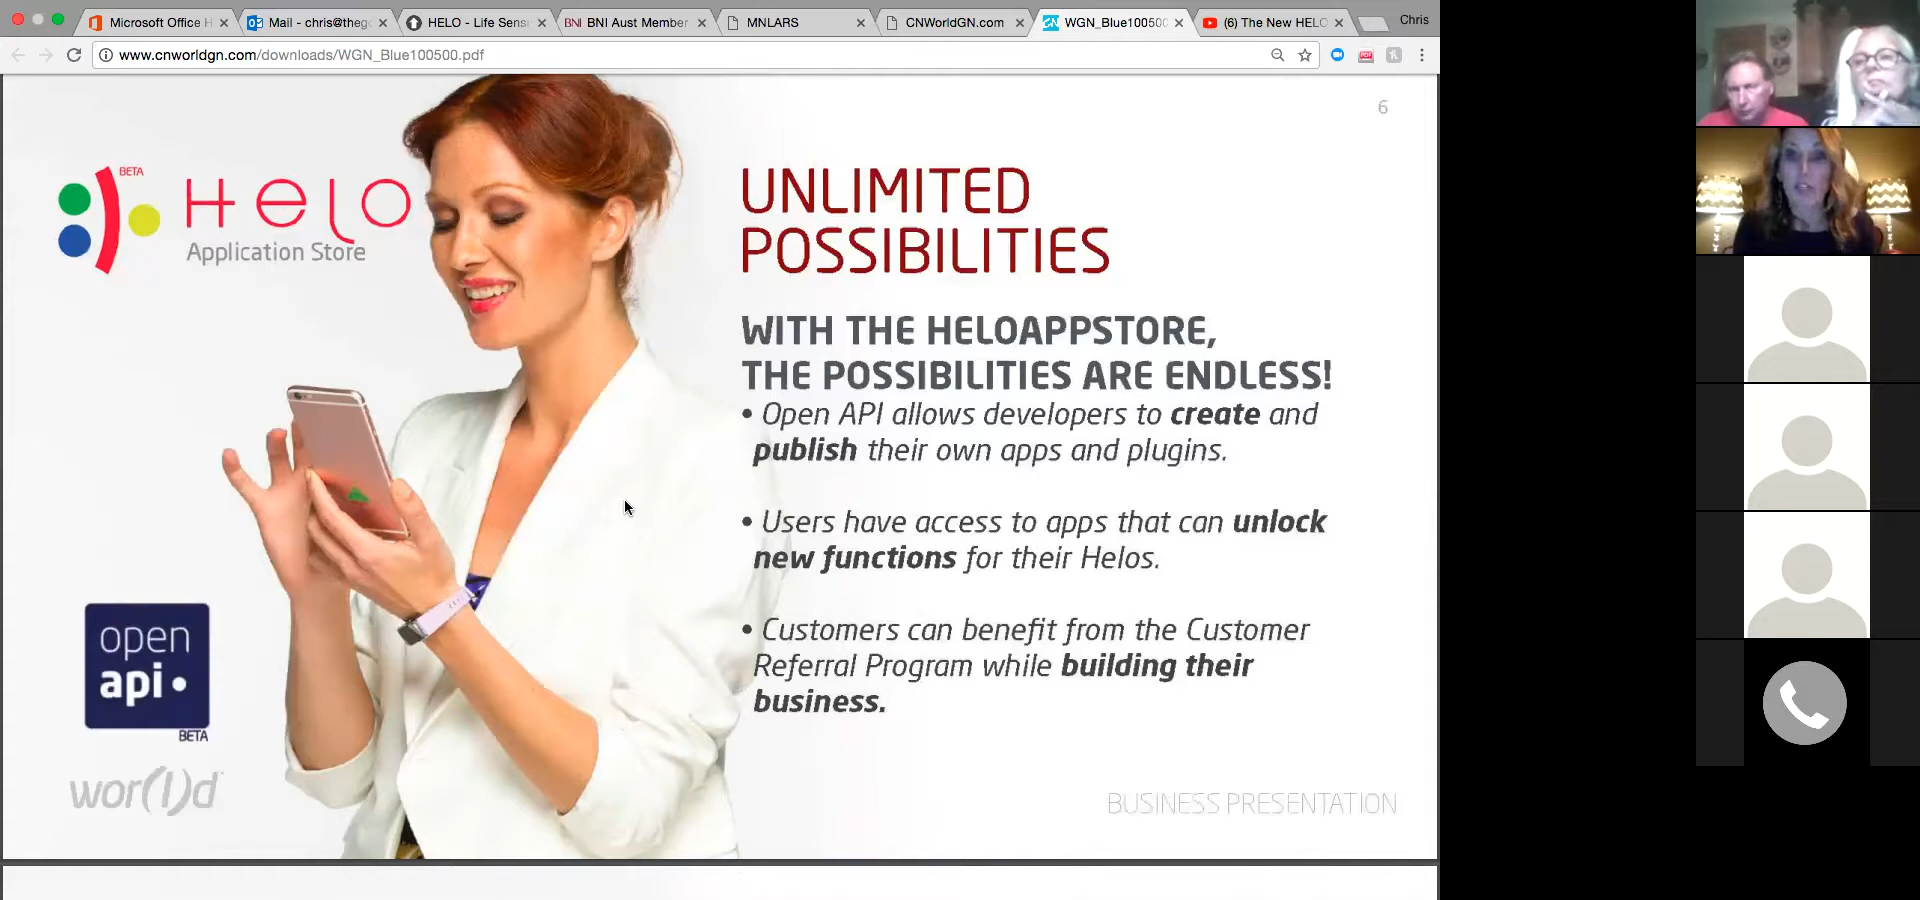 Microsoft Office H
Mail - chris@theg
HELO - Life Sens
BNI BNI Aust Member
MNLARS
CNWorldGN.com
CN WGN_Blue100500
(6) The New HELO
Chris
www.cnworldgn.com/downloads/WGN_Blue100500.pdf
6
BETA
Helo
Application Store
UNLIMITED
POSSIBILITIES
WITH THE HELOAPPSTORE,
THE POSSIBILITIES ARE ENDLESS!
• Open API allows developers to create and
publish their own apps and plugins.
• Users have access to apps that can unlock
new functions for their Helos.
• Customers can benefit from the Customer
Referral Program while building their
business.
open
api•
BETA
wor(l)d
BUSINESS PRESENTATION